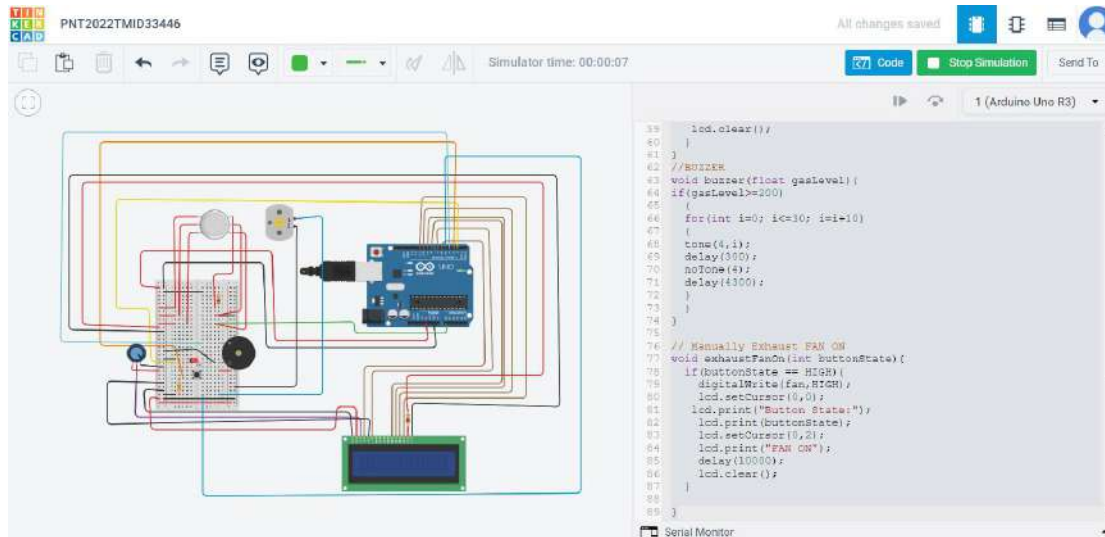 TIN
KER
CAD
PNT2022TMID33446
All changes saved
Simulator time: 00:00:07
Code
Stop Simulation
Send To
1 (Arduino Uno R3)
39 lcd.clear();
60 }
61 }
62 //BUZZER
63 void buzzer(float gasLevel){
64 if(gasLevel>=200)
65 {
66 for(int i=0; i<=30; i=i+10)
67 {
68 tone(4,i);
69 delay(300);
70 noTone(4);
71 delay(4300);
72 }
73 }
74 }
75
76 // Manually Exhaust FAN ON
77 void exhaustFanOn(int buttonState){
78 if(buttonState == HIGH){
79 digitalWrite(fan,HIGH);
80 lcd.setCursor(0,0);
81 lcd.print("Button State:");
82 lcd.print(buttonState);
83 lcd.setCursor(0,2);
84 lcd.print("FAN ON");
85 delay(10000);
86 lcd.clear();
87 }
88
89 }
UNO
Serial Monitor